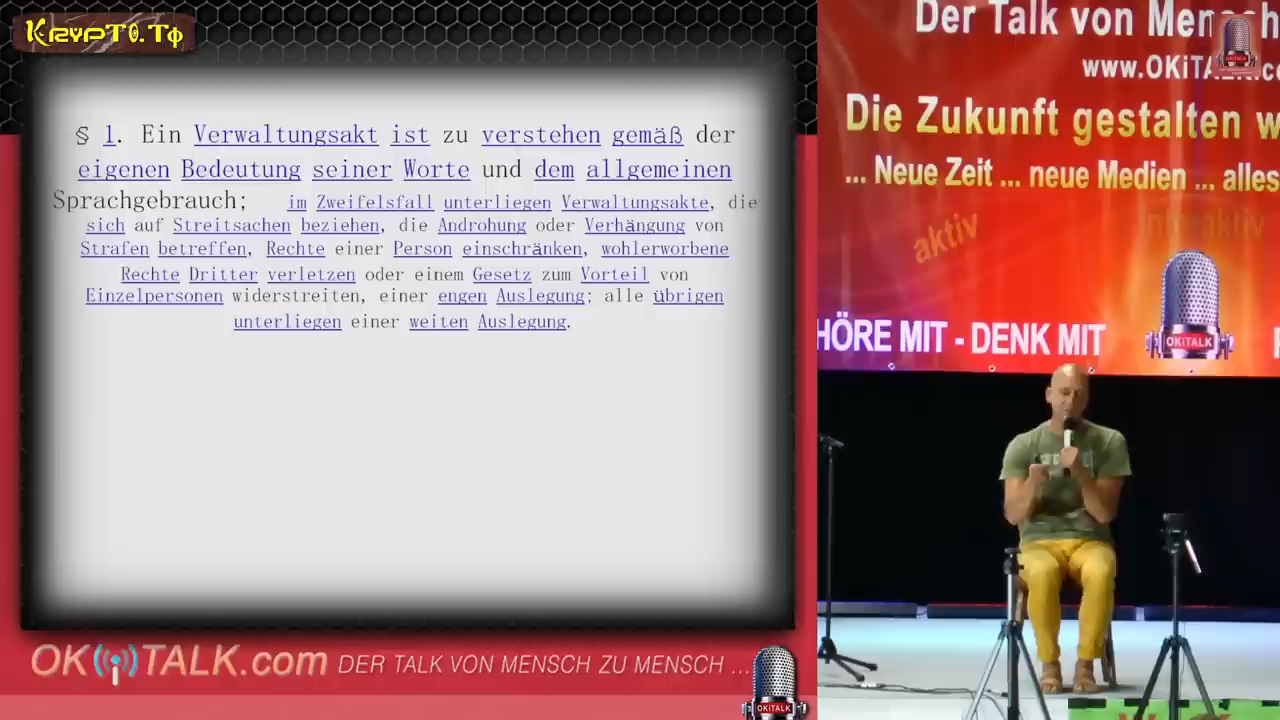 KRYPT0.Tφ
§ 1. Ein Verwaltungsakt ist zu verstehen gemäß der
eigenen Bedeutung seiner Worte und dem allgemeinen
Sprachgebrauch; im Zweifelsfall unterliegen Verwaltungsakte, die
sich auf Streitsachen beziehen, die Androhung oder Verhängung von
Strafen betreffen, Rechte einer Person einschränken, wohlerworbene
Rechte Dritter verletzen oder einem Gesetz zum Vorteil von
Einzelpersonen widerstreiten, einer engen Auslegung; alle übrigen
unterliegen einer weiten Auslegung.
OK TALK.com DER TALK VON MENSCH ZU MENSCH ...
OKiTALK
Der Talk von Mensch
www.OKiTALK.co
Die Zukunft gestalten w
... Neue Zeit ... neue Medien ... alles
aktiv
interaktiv
HÖRE MIT - DENK MIT
OKiTALK